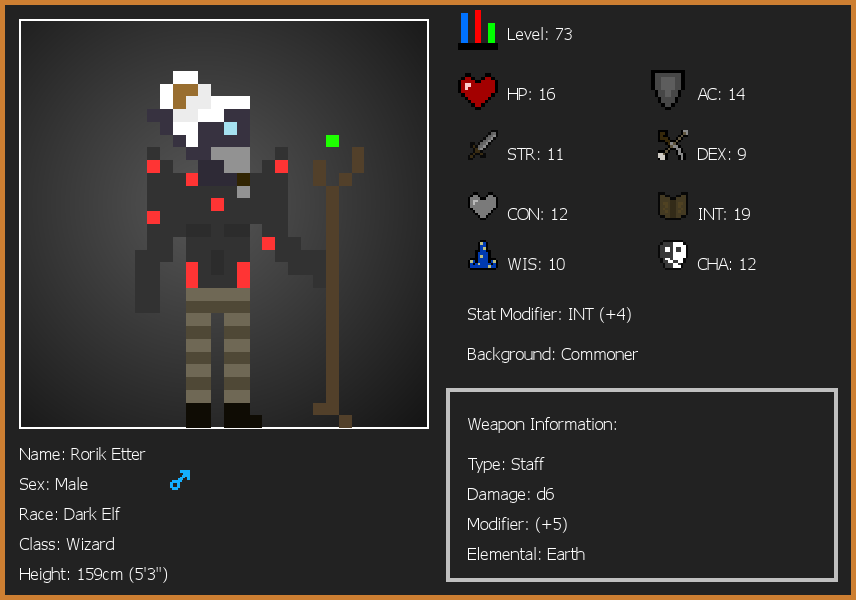 Level: 73
HP: 16
AC: 14
STR: 11
DEX: 9
CON: 12
INT: 19
WIS: 10
CHA: 12
Stat Modifier: INT (+4)
Background: Commoner
Weapon Information:
Type: Staff
Damage: d6
Modifier: (+5)
Elemental: Earth
Name: Rorik Etter
Sex: Male
Race: Dark Elf
Class: Wizard
Height: 159cm (5'3")